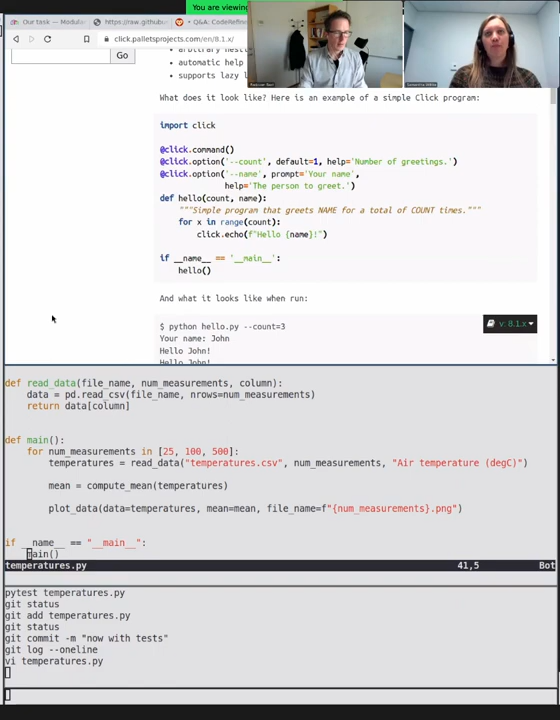 You are viewing
Our test — Modula
https://raw.githubu
Q&A: CodeRefin
click.palletsprojects.com/en/8.1.x/
Go
automatic help
supports lazy l
What does it look like? Here is an example of a simple Click program:
import click
@click.command()
@click.option('--count', default=1, help='Number of greetings.')
@click.option('--name', prompt='Your name',
help='The person to greet.')
def hello(count, name):
"""Simple program that greets NAME for a total of COUNT times."""
for x in range(count):
click.echo(f"Hello {name}!")
if __name__ == '__main__':
hello()
And what it looks like when run:
$ python hello.py --count=3
Your name: John
Hello John!
Hello John!
v: 8.1.x
def read_data(file_name, num_measurements, column):
data = pd.read_csv(file_name, nrows=num_measurements)
return data[column]
def main():
for num_measurements in [25, 100, 500]:
temperatures = read_data("temperatures.csv", num_measurements, "Air temperature (degC)")
mean = compute_mean(temperatures)
plot_data(data=temperatures, mean=mean, file_name=f"{num_measurements}.png")
if __name__ == "__main__":
main()
temperatures.py 41,5 Bot
pytest temperatures.py
git status
git add temperatures.py
git status
git commit -m "now with tests"
git log --oneline
vi temperatures.py